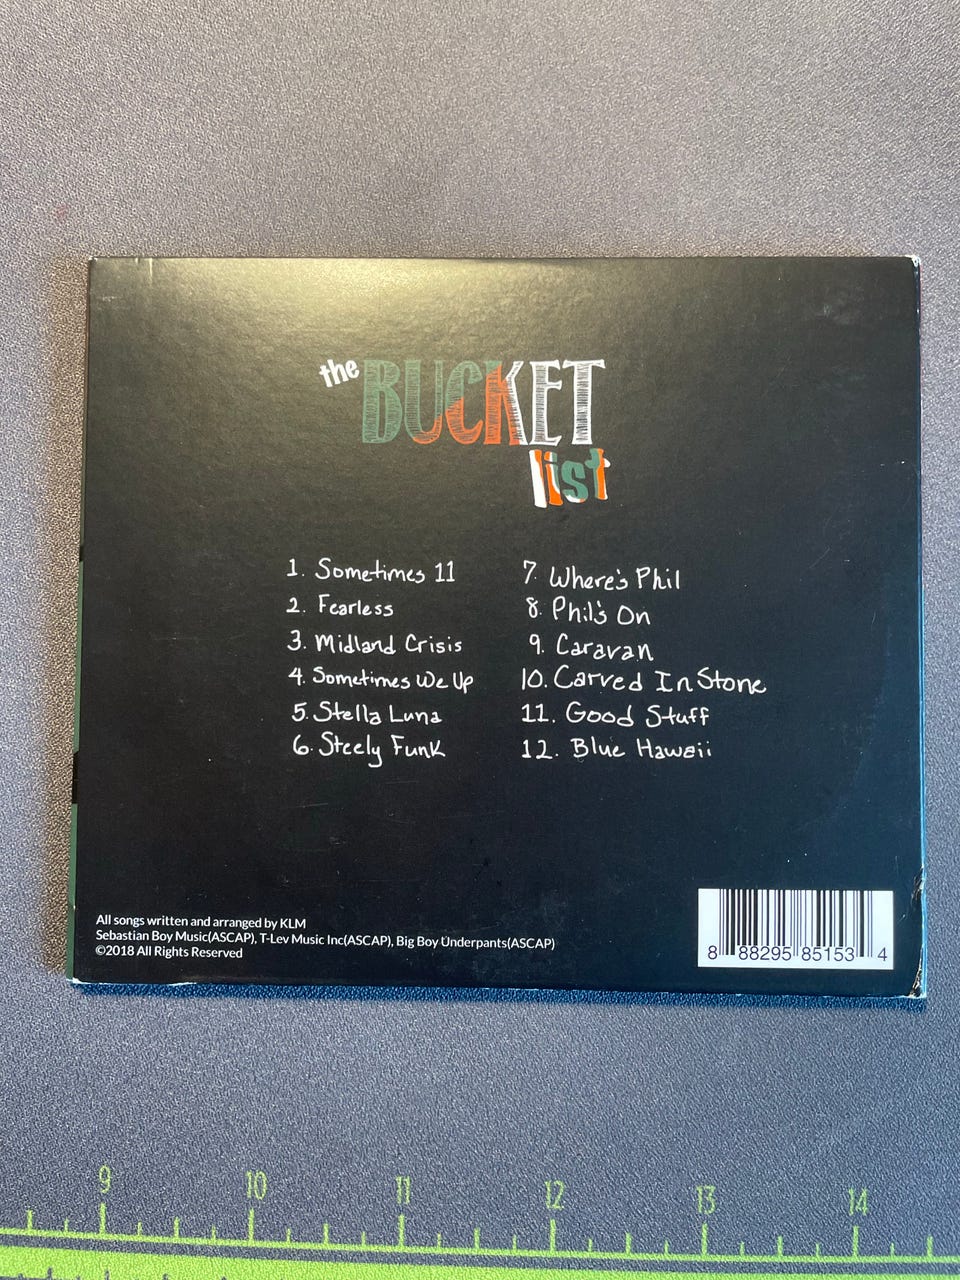 the BUCKET
list
1. Sometimes 11
2. Fearless
3. Midland Crisis
4. Sometimes We Up
5. Stella Luna
6. Steely Funk
7. Where's Phil
8. Phil's On
9. Caravan
10. Carved In Stone
11. Good Stuff
12. Blue Hawaii
All songs written and arranged by KLM
Sebastian Boy Music(ASCAP), T-Lev Music Inc(ASCAP), Big Boy Underpants(ASCAP)
©2018 All Rights Reserved
8 88295 85153 4
9 10 11 12 13 14